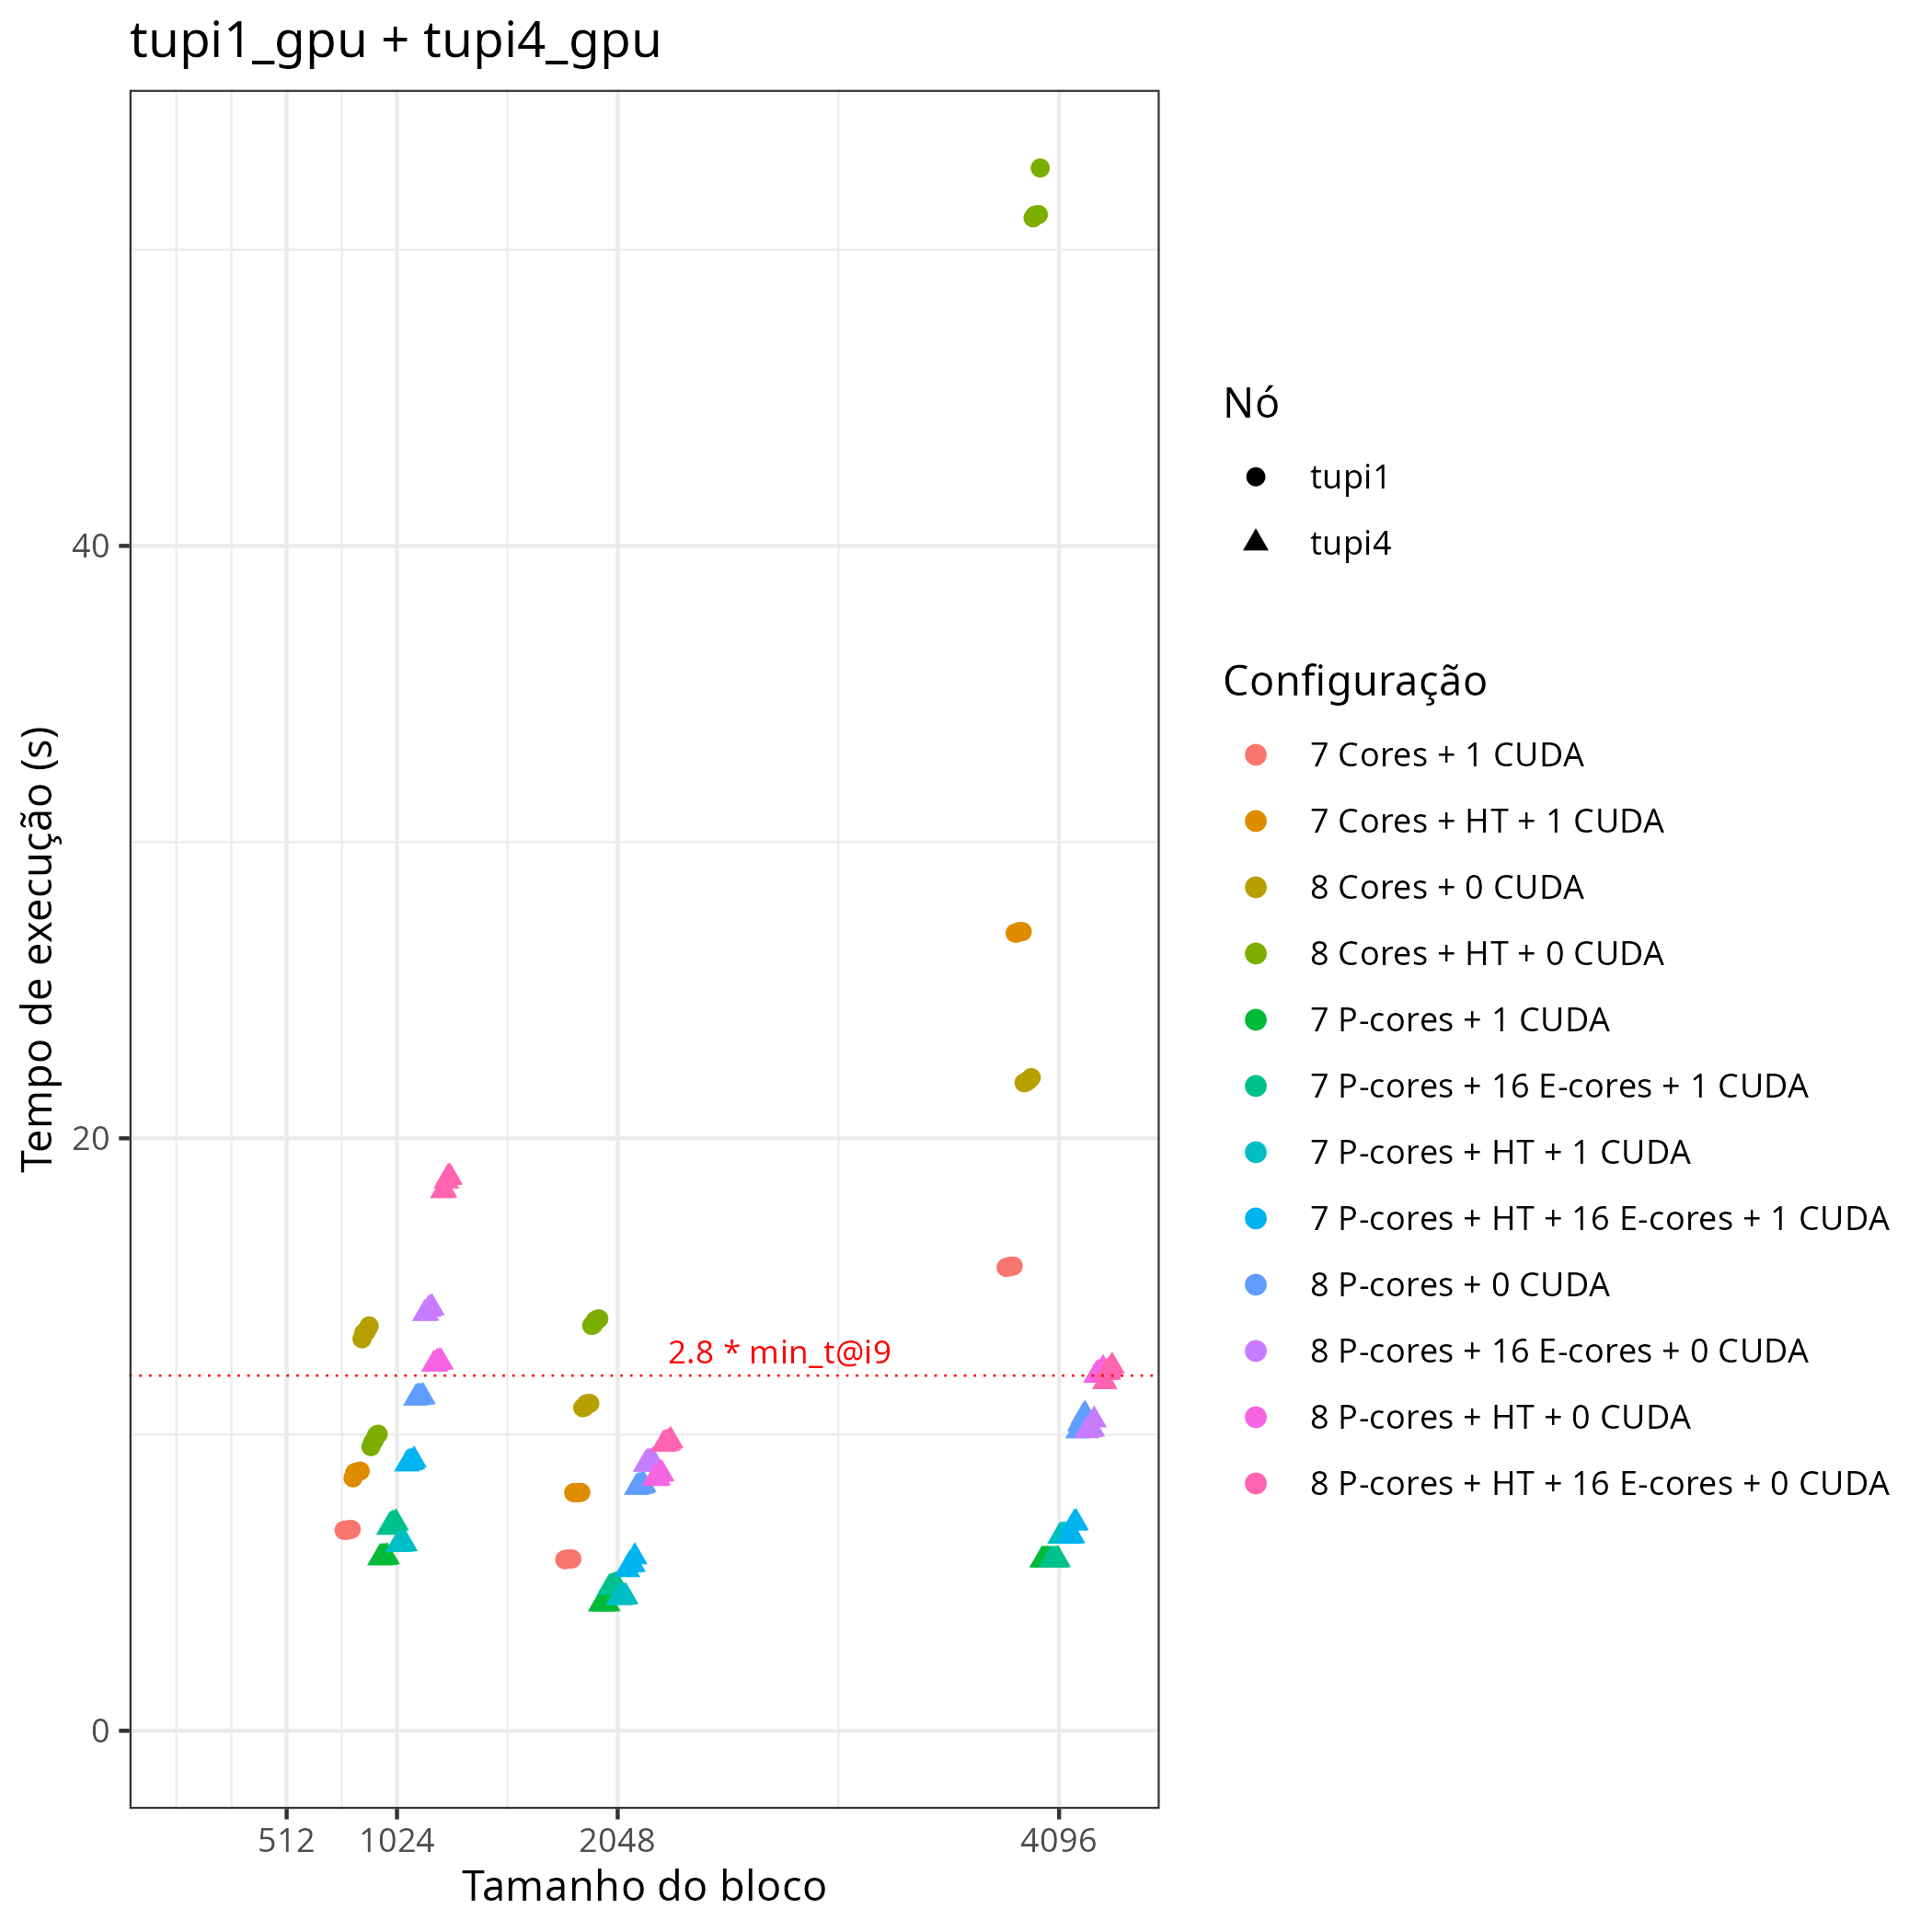 tupi1_gpu + tupi4_gpu
Tempo de execução (s)
40
20
0
2.8 * min_t@i9
512
1024
2048
4096
Tamanho do bloco
Nó
tupi1
tupi4
Configuração
7 Cores + 1 CUDA
7 Cores + HT + 1 CUDA
8 Cores + 0 CUDA
8 Cores + HT + 0 CUDA
7 P-cores + 1 CUDA
7 P-cores + 16 E-cores + 1 CUDA
7 P-cores + HT + 1 CUDA
7 P-cores + HT + 16 E-cores + 1 CUDA
8 P-cores + 0 CUDA
8 P-cores + 16 E-cores + 0 CUDA
8 P-cores + HT + 0 CUDA
8 P-cores + HT + 16 E-cores + 0 CUDA